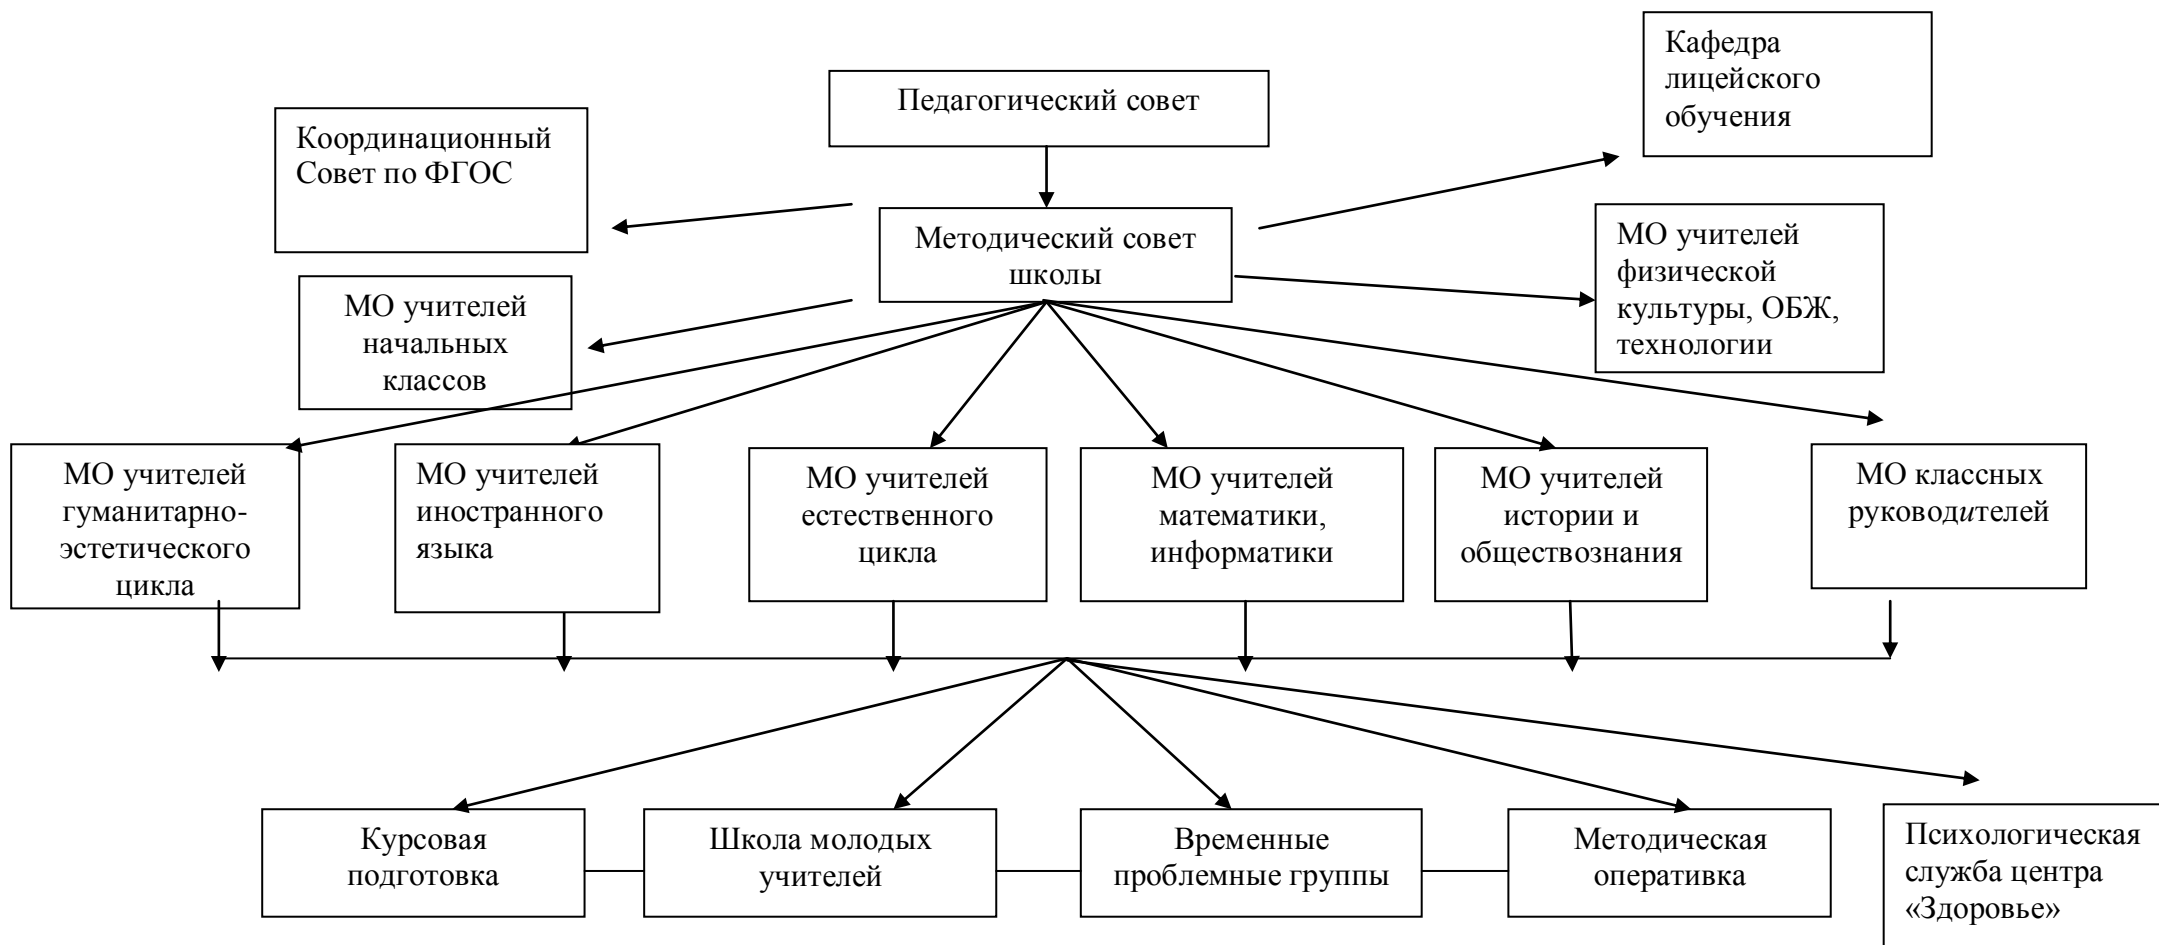 Кафедра
лицейского
обучения
Педагогический совет
Координационный
Совет по ФГОС
Методический совет
школы
МО учителей
физической
культуры, ОБЖ,
технологии
МО учителей
начальных
классов
МО учителей
гуманитарно-
эстетического
цикла
МО учителей
иностранного
языка
МО учителей
естественного
цикла
МО учителей
математики,
информатики
МО учителей
истории и
обществознания
МО классных
руководителей
Курсовая
подготовка
Школа молодых
учителей
Временные
проблемные группы
Методическая
оперативка
Психологическая
служба центра
«Здоровье»